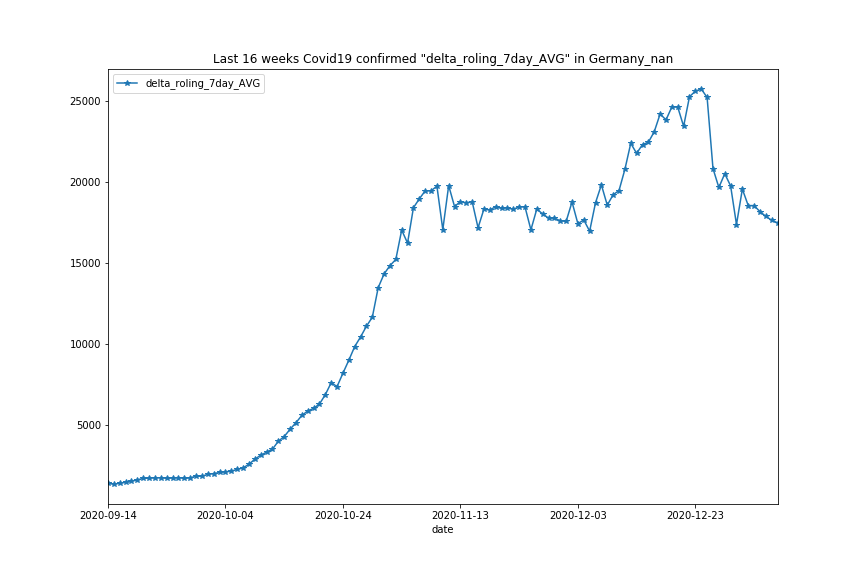 Last 16 weeks Covid19 confirmed "delta_roling_7day_AVG" in Germany_nan
delta_roling_7day_AVG
25000
20000
15000
10000
5000
2020-09-14 2020-10-04 2020-10-24 2020-11-13 2020-12-03 2020-12-23
date